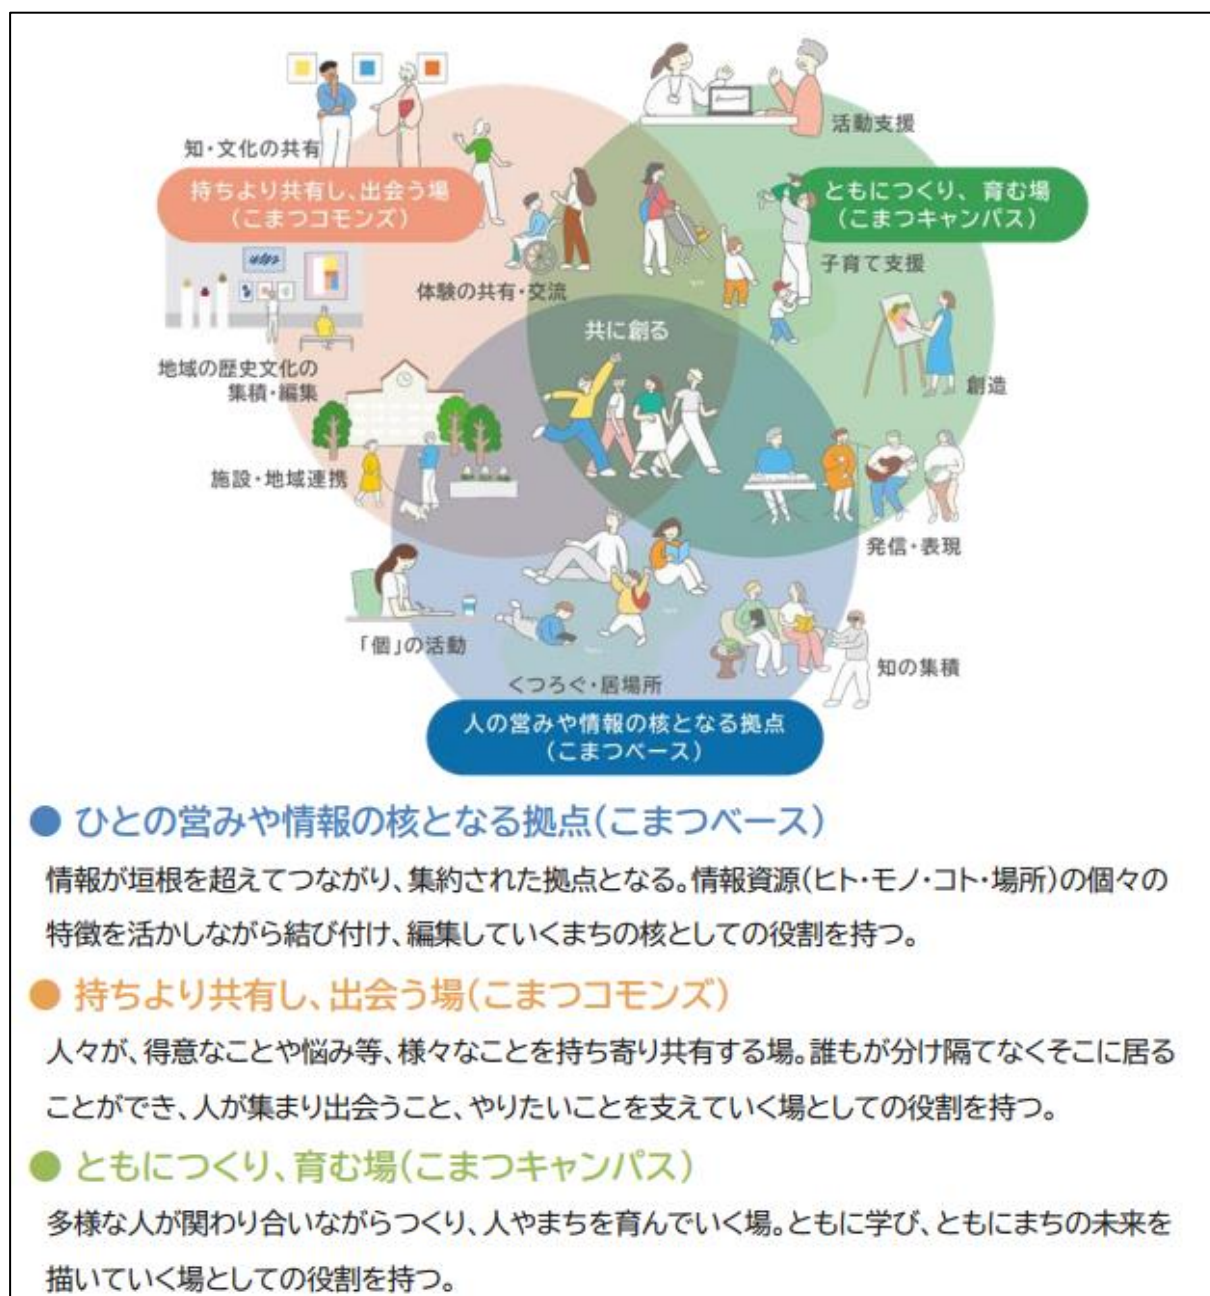 知・文化の共有
持ちより共有し、出会う場
(こまつコモンズ)
活動支援
ともにつくり、育む場
(こまつキャンパス)
子育て支援
体験の共有・交流
共に創る
地域の歴史文化の
集積・編集
創造
施設・地域連携
発信・表現
「個」の活動
くつろぐ・居場所
知の集積
人の営みや情報の核となる拠点
(こまつベース)
● ひとの営みや情報の核となる拠点(こまつベース)
情報が垣根を超えてつながり、集約された拠点となる。情報資源(ヒト・モノ・コト・場所)の個々の
特徴を活かしながら結び付け、編集していくまちの核としての役割を持つ。
● 持ちより共有し、出会う場(こまつコモンズ)
人々が、得意なことや悩み等、様々なことを持ち寄り共有する場。誰もが分け隔てなくそこに居る
ことができ、人が集まり出会うこと、やりたいことを支えていく場としての役割を持つ。
● ともにつくり、育む場(こまつキャンパス)
多様な人が関わり合いながらつくり、人やまちを育んでいく場。ともに学び、ともにまちの未来を
描いていく場としての役割を持つ。